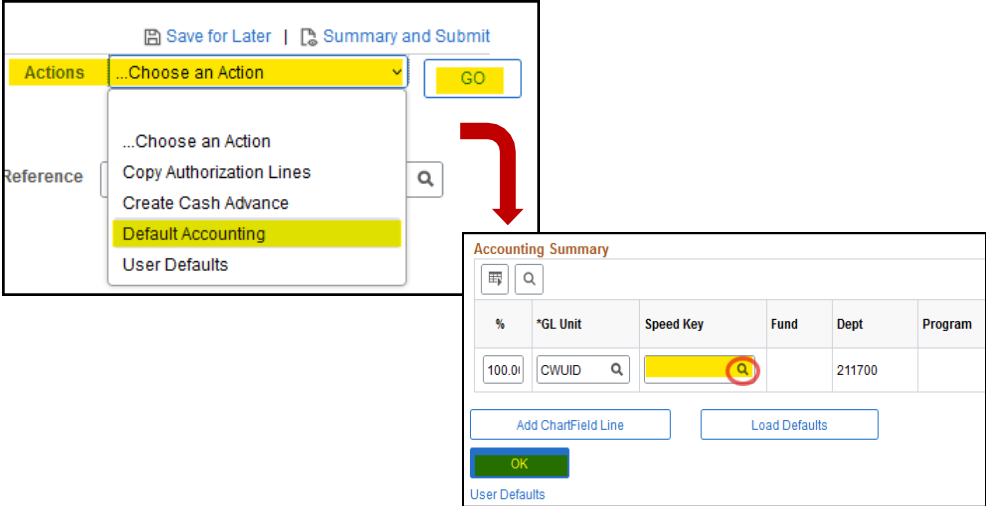 Save for Later | Summary and Submit
Actions ...Choose an Action GO
...Choose an Action
Copy Authorization Lines
Reference
Create Cash Advance
Default Accounting
User Defaults
Accounting Summary
% *GL Unit Speed Key Fund Dept Program
100.00 CWUID 211700
Add ChartField Line Load Defaults
OK
User Defaults